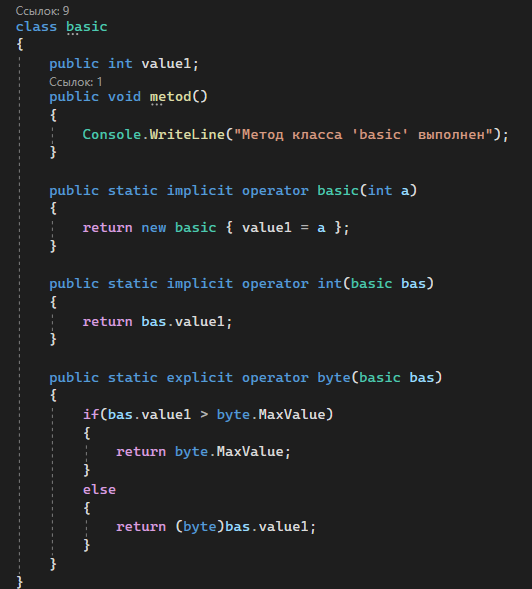 Ссылок: 9
class basic
{
    public int value1;
    Ссылок: 1
    public void metod()
    {
        Console.WriteLine("Метод класса 'basic' выполнен");
    }

    public static implicit operator basic(int a)
    {
        return new basic { value1 = a };
    }

    public static implicit operator int(basic bas)
    {
        return bas.value1;
    }

    public static explicit operator byte(basic bas)
    {
        if(bas.value1 > byte.MaxValue)
        {
            return byte.MaxValue;
        }
        else
        {
            return (byte)bas.value1;
        }
    }
}